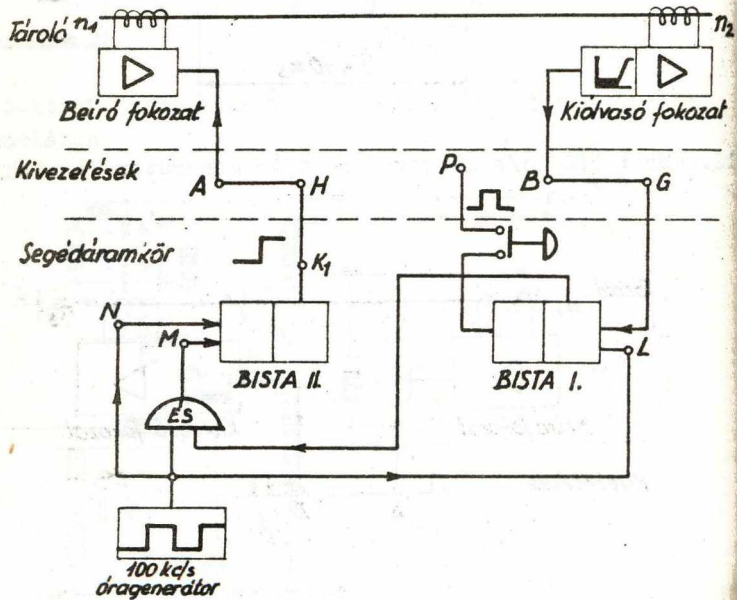 Tároló n₁ n₂
Beíró fokozat
Kiolvasó fokozat
Kivezetések
A H P B G
Segédáramkör
K₁
N
M
L
BISTA II.
BISTA I.
ÉS
100 kc/s
óragenerátor